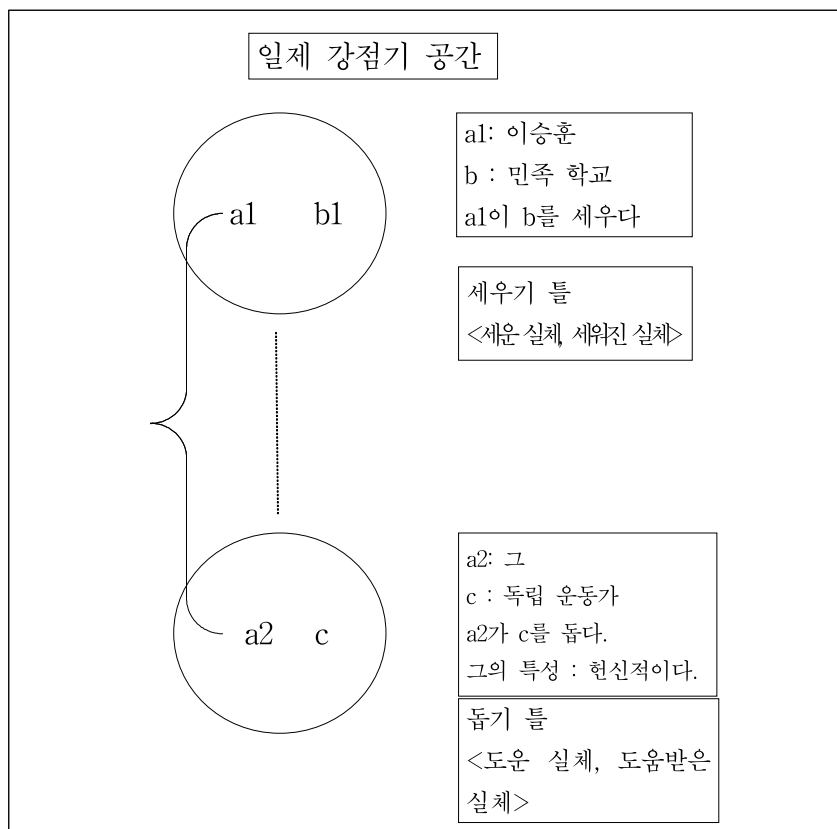 일제 강점기 공간
a1 b1
a1: 이승훈
b : 민족 학교
a1이 b를 세우다
세우기 틀
<세운 실체, 세워진 실체>
a2 c
a2: 그
c : 독립 운동가
a2가 c를 돕다.
그의 특성 : 헌신적이다.
돕기 틀
<도운 실체, 도움받은
실체>